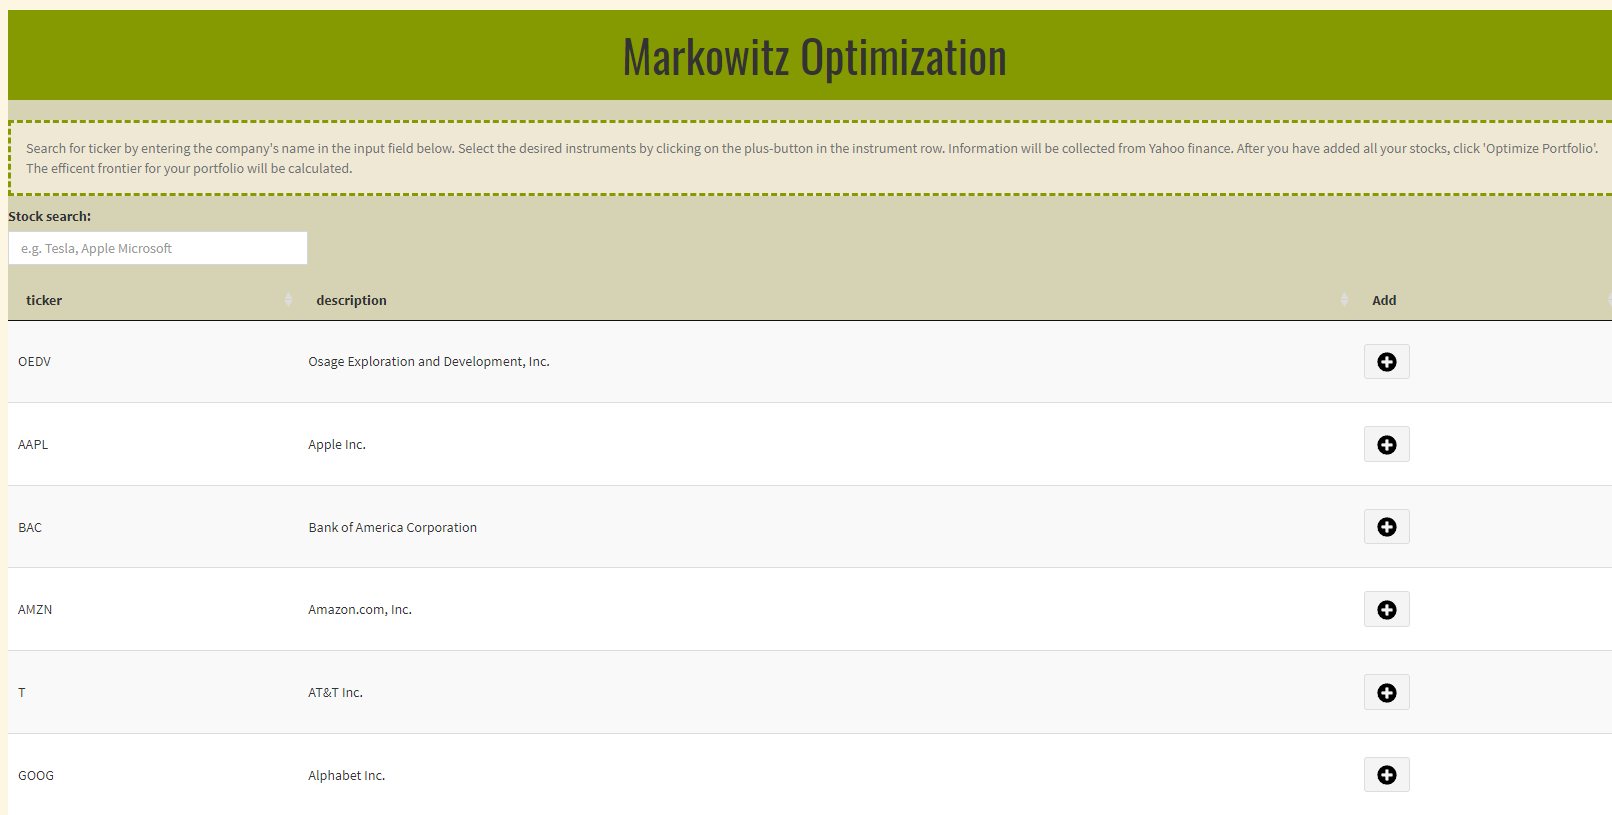 Markowitz Optimization
Search for ticker by entering the company's name in the input field below. Select the desired instruments by clicking on the plus-button in the instrument row. Information will be collected from Yahoo finance. After you have added all your stocks, click 'Optimize Portfolio'.
The efficent frontier for your portfolio will be calculated.
Stock search:
e.g. Tesla, Apple Microsoft
ticker description Add
OEDV Osage Exploration and Development, Inc.
AAPL Apple Inc.
BAC Bank of America Corporation
AMZN Amazon.com, Inc.
T AT&T Inc.
GOOG Alphabet Inc.